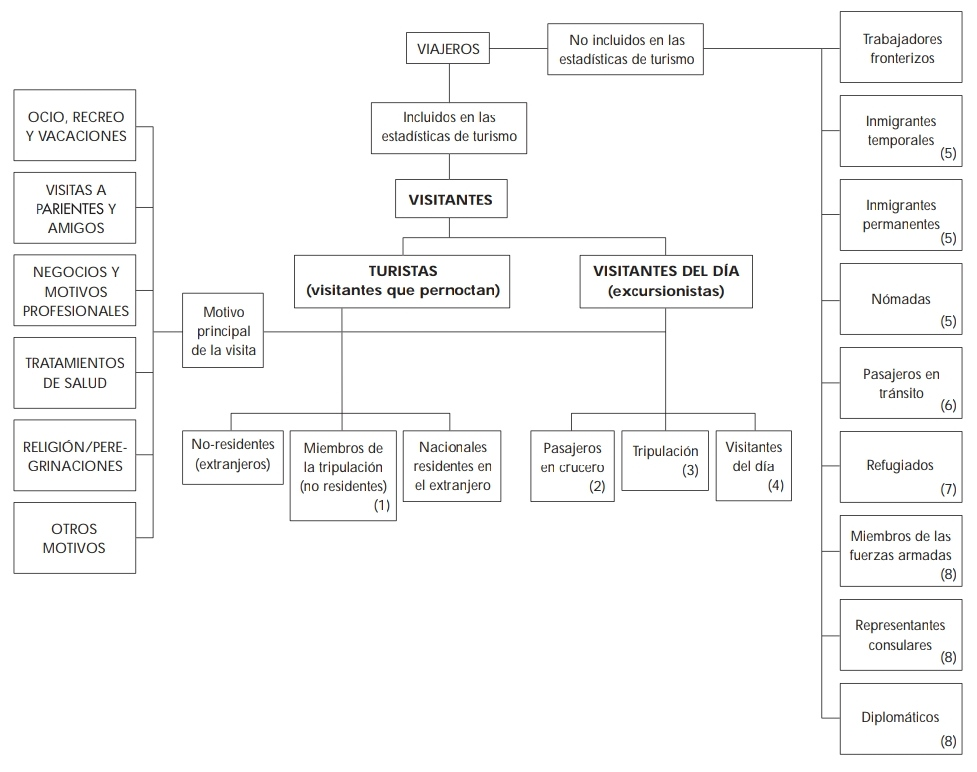 VIAJEROS
No incluidos en las
estadísticas de turismo
Incluidos en las
estadísticas de turismo
VISITANTES
TURISTAS
(visitantes que pernoctan)
VISITANTES DEL DÍA
(excursionistas)
Motivo
principal
de la visita
OCIO, RECREO
Y VACACIONES
VISITAS A
PARIENTES Y
AMIGOS
NEGOCIOS Y
MOTIVOS
PROFESIONALES
TRATAMIENTOS
DE SALUD
RELIGIÓN/PERE-
GRINACIONES
OTROS
MOTIVOS
No-residentes
(extranjeros)
Miembros de
la tripulación
(no residentes)
(1)
Nacionales
residentes en
el extranjero
Pasajeros
en crucero
(2)
Tripulación
(3)
Visitantes
del día
(4)
Trabajadores
fronterizos
Inmigrantes
temporales
(5)
Inmigrantes
permanentes
(5)
Nómadas
(5)
Pasajeros en
tránsito
(6)
Refugiados
(7)
Miembros de las
fuerzas armadas
(8)
Representantes
consulares
(8)
Diplomáticos
(8)